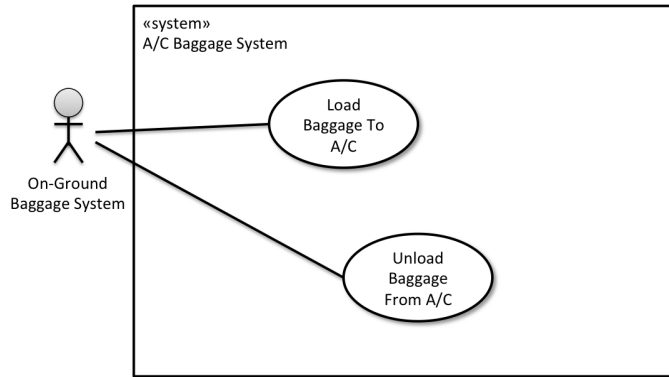 «system»
A/C Baggage System
Load
Baggage To
A/C
On-Ground
Baggage System
Unload
Baggage
From A/C